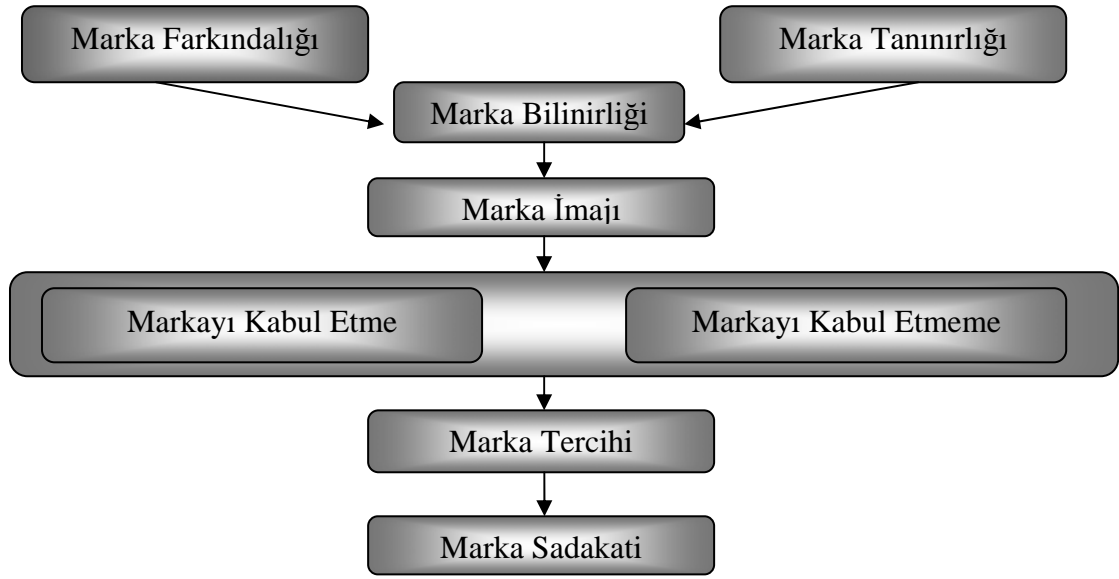 Marka Farkındalığı
Marka Tanınırlığı
Marka Bilinirliği
Marka İmajı
Markayı Kabul Etme
Markayı Kabul Etmeme
Marka Tercihi
Marka Sadakati